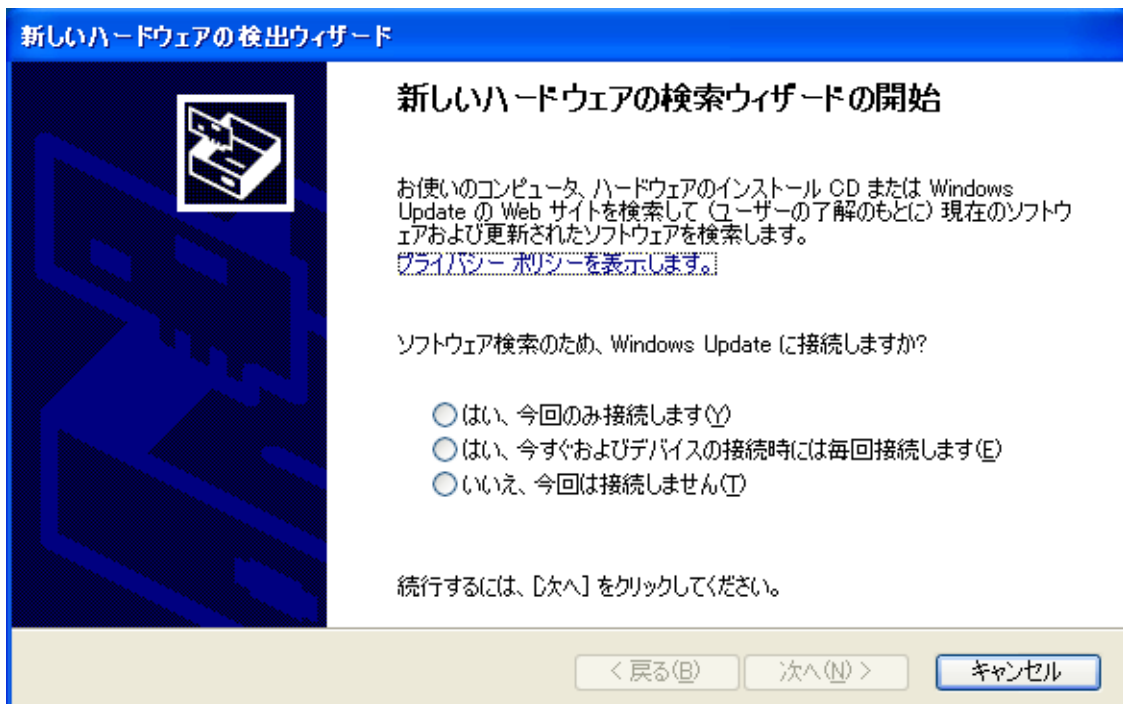 新しいハードウェアの検出ウィザード
新しいハードウェアの検索ウィザードの開始
お使いのコンピュータ、ハードウェアのインストール CD または Windows
Update の Web サイトを検索して (ユーザーの了解のもとに) 現在のソフトウ
ェアおよび更新されたソフトウェアを検索します。
プライバシー ポリシーを表示します。
ソフトウェア検索のため、Windows Update に接続しますか?
はい、今回のみ接続します(Y)
はい、今すぐおよびデバイスの接続時には毎回接続します(E)
いいえ、今回は接続しません(T)
続行するには、[次へ] をクリックしてください。
< 戻る(B) 次へ(N) > キャンセル